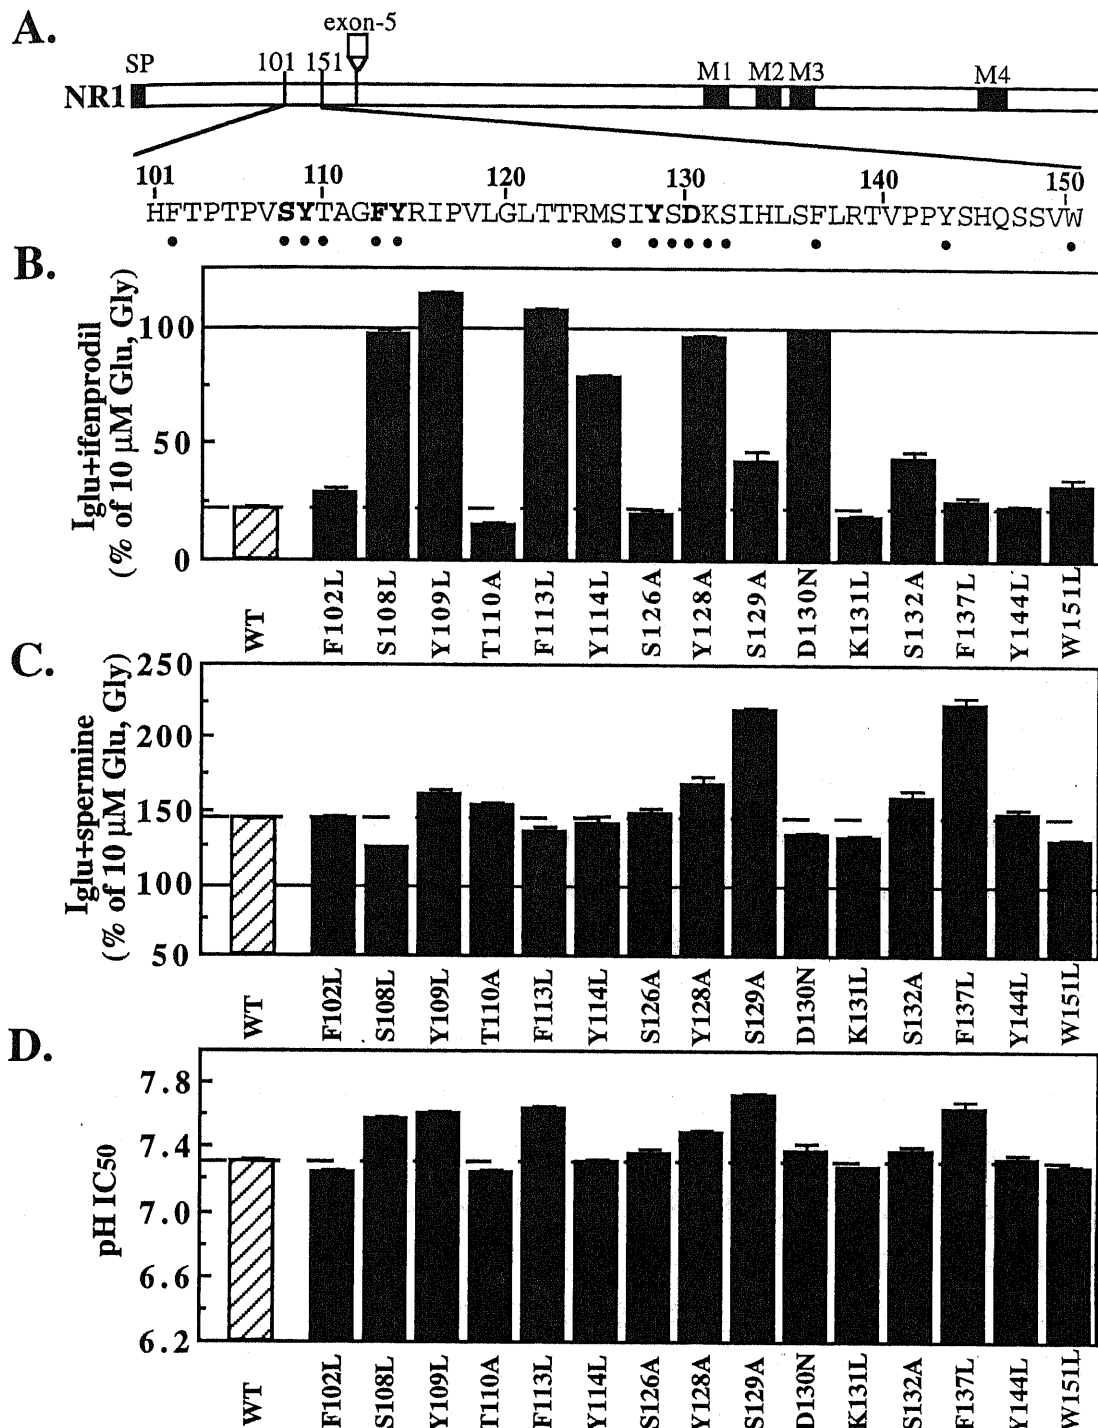 A.
exon-5
SP 101 151 M1 M2 M3 M4
NR1
101 110 120 130 140 150
HFTPTPVSYTAGFYRIPVLGLTTRMSIYSDKSIHLSFLRTVPPYSHQSSVW
B.
Iglu+ifenprodil
(% of 10 µM Glu, Gly)
100
50
0
WT F102L S108L Y109L T110A F113L Y114L S126A Y128A S129A D130N K131L S132A F137L Y144L W151L
C.
Iglu+spermine
(% of 10 µM Glu, Gly)
250
200
150
100
50
WT F102L S108L Y109L T110A F113L Y114L S126A Y128A S129A D130N K131L S132A F137L Y144L W151L
D.
pH IC50
7.8
7.4
7.0
6.6
6.2
WT F102L S108L Y109L T110A F113L Y114L S126A Y128A S129A D130N K131L S132A F137L Y144L W151L